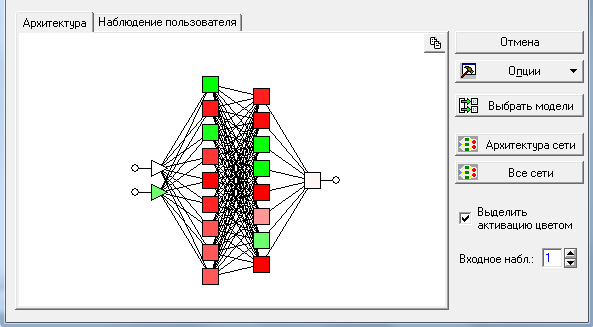 Архитектура
Наблюдение пользователя
Отмена
Опции
Выбрать модели
Архитектура сети
Все сети
Выделить
активацию цветом
Входное набл.:
1